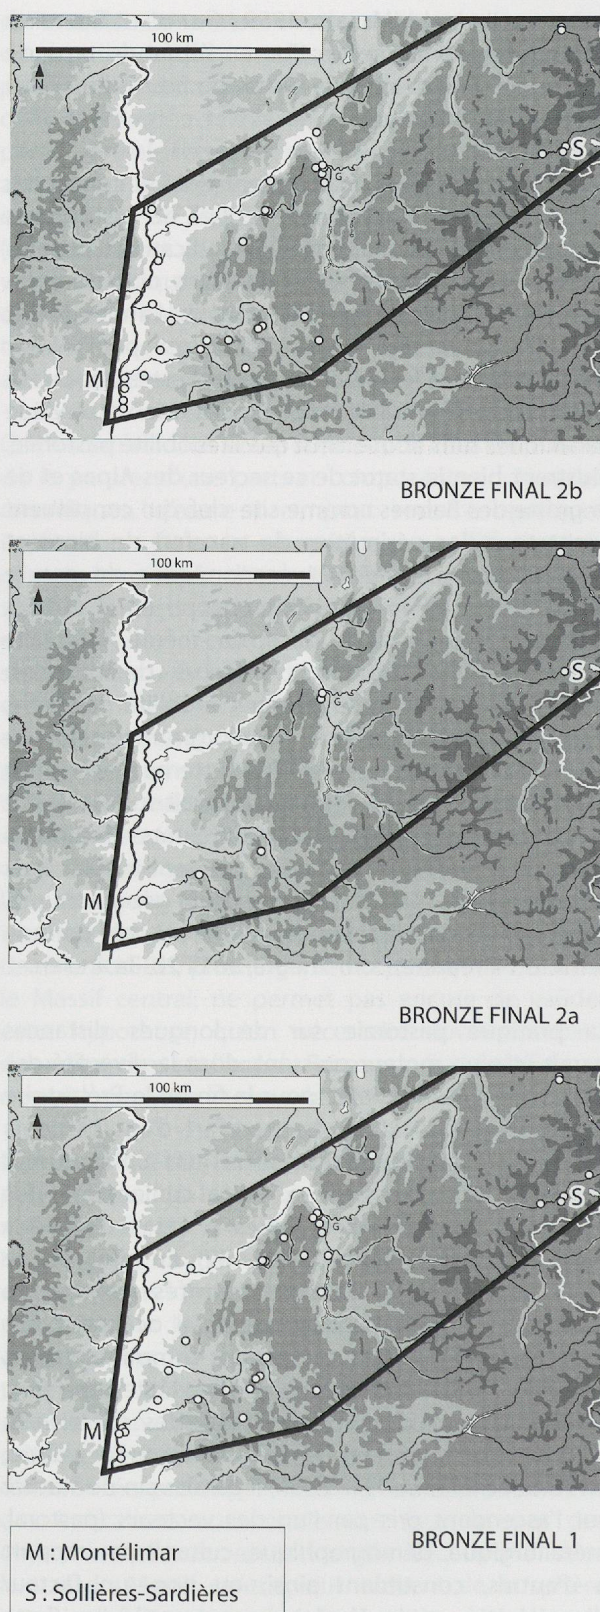 100 km
N
S
G
V
M
BRONZE FINAL 2b
100 km
N
S
G
V
M
BRONZE FINAL 2a
100 km
N
S
G
V
M
BRONZE FINAL 1
M : Montélimar
S : Sollières-Sardières